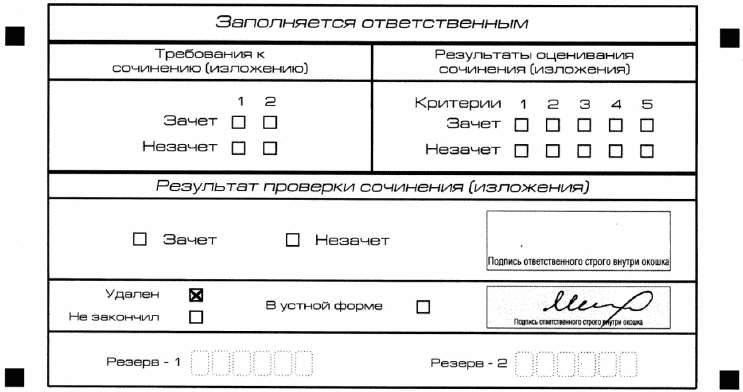 Заполняется ответственным
Требования к
сочинению (изложению)
1 2
Зачет
Незачет
Результаты оценивания
сочинения (изложения)
Критерии 1 2 3 4 5
Зачет
Незачет
Результат проверки сочинения (изложения)
Зачет Незачет
Подпись ответственного строго внутри окошка
Удален
Не закончил
В устной форме
Подпись ответственного строго внутри окошка
Резерв - 1
Резерв - 2